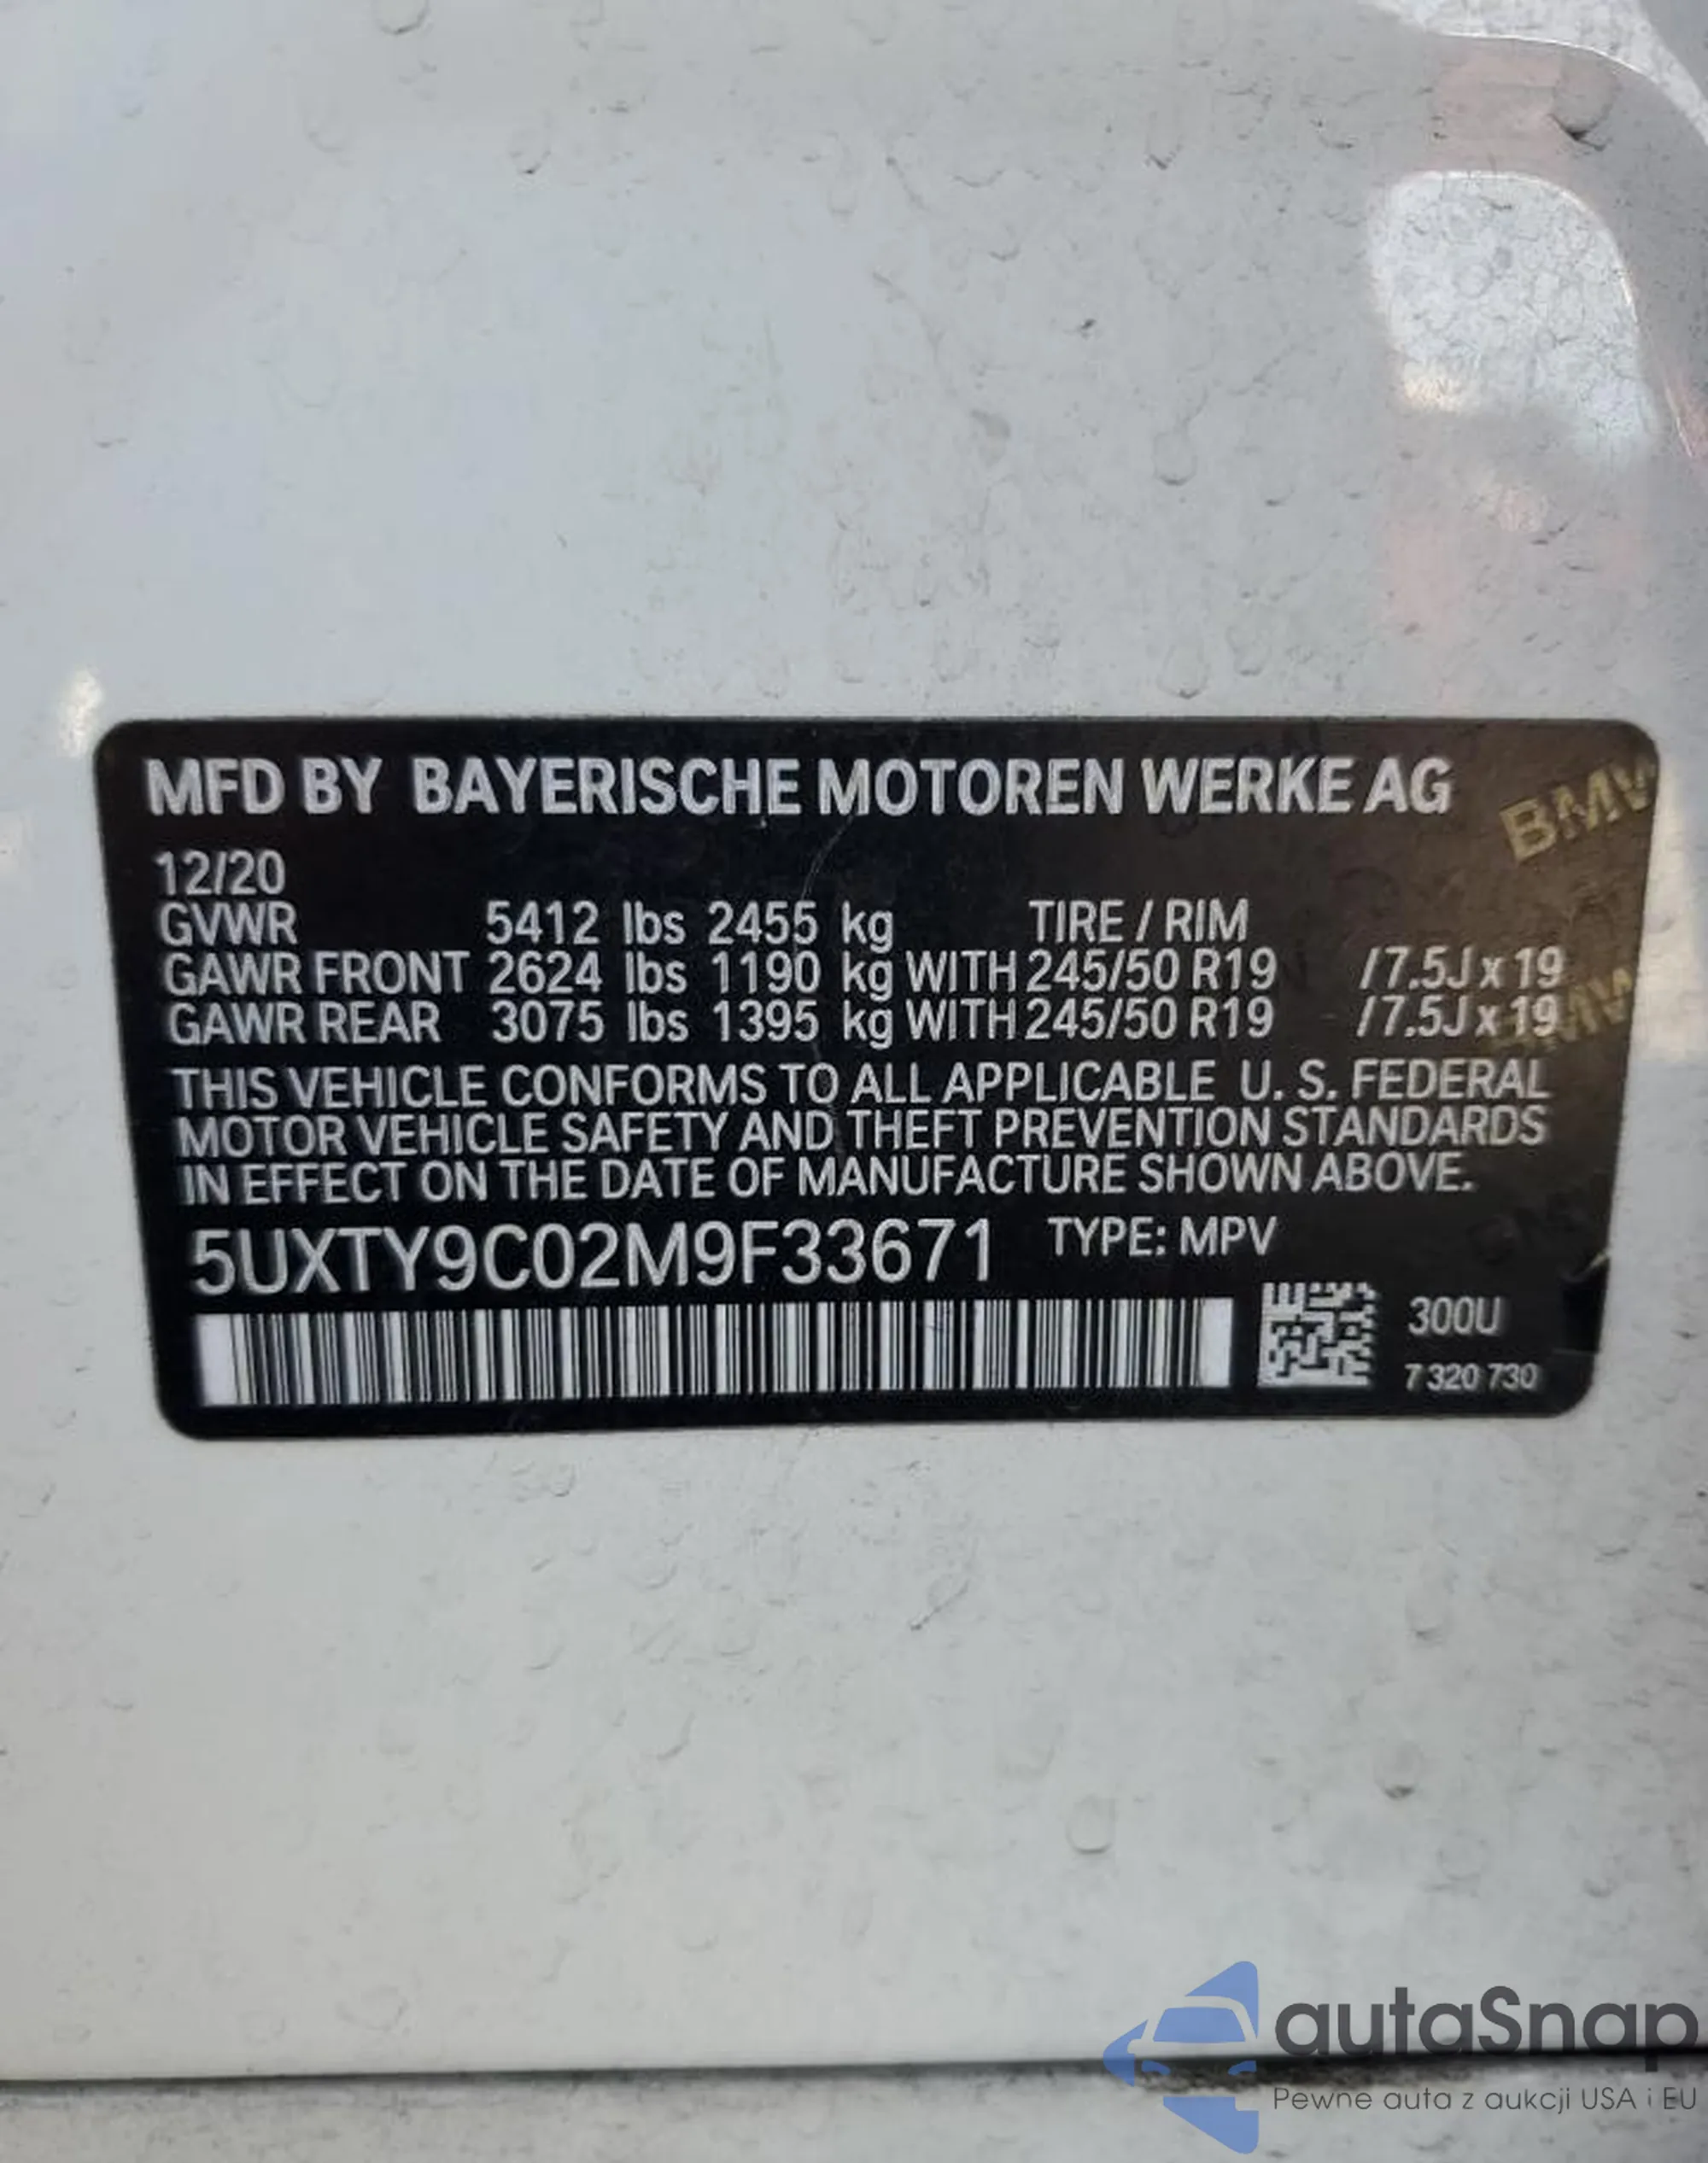 MFD BY BAYERISCHE MOTOREN WERKE AG
BMW
12/20
GVWR 5412 lbs 2455 kg TIRE / RIM
GAWR FRONT 2624 lbs 1190 kg WITH 245/50 R19 /7.5J x 19
GAWR REAR 3075 lbs 1395 kg WITH 245/50 R19 /7.5J x 19
BMW
THIS VEHICLE CONFORMS TO ALL APPLICABLE U. S. FEDERAL
MOTOR VEHICLE SAFETY AND THEFT PREVENTION STANDARDS
IN EFFECT ON THE DATE OF MANUFACTURE SHOWN ABOVE.
5UXTY9C02M9F33671 TYPE: MPV
300U
7 320 730
autaSnap
Pewne auta z aukcji USA i EU